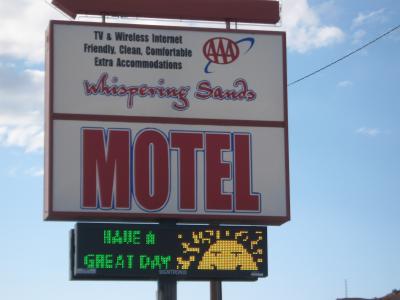 TV & Wireless Internet
Friendly, Clean, Comfortable
Extra Accommodations
AAA
Whispering Sands
MOTEL
HAVE A
GREAT DAY